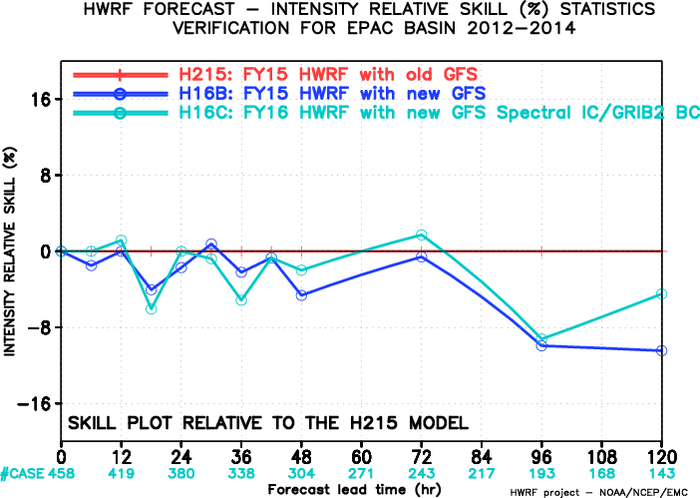 HWRF FORECAST − INTENSITY RELATIVE SKILL (%) STATISTICS
VERIFICATION FOR EPAC BASIN 2012−2014
H215: FY15 HWRF with old GFS
H16B: FY15 HWRF with new GFS
H16C: FY16 HWRF with new GFS Spectral IC/GRIB2 BC
INTENSITY RELATIVE SKILL (%)
16
8
0
−8
−16
SKILL PLOT RELATIVE TO THE H215 MODEL
0 12 24 36 48 60 72 84 96 108 120
#CASE 458 419 380 338 304 271 243 217 193 168 143
Forecast lead time (hr)
HWRF project − NOAA/NCEP/EMC